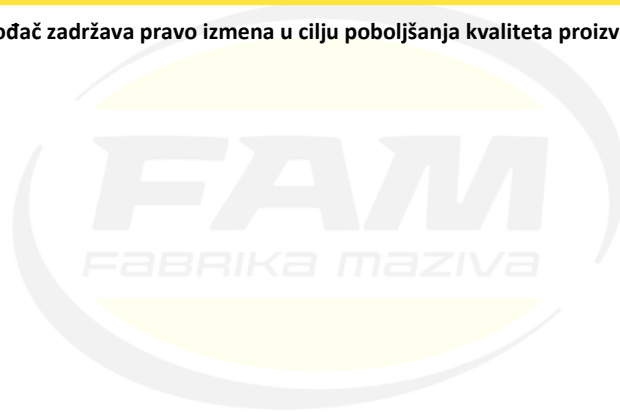 ođač zadržava pravo izmena u cilju poboljšanja kvaliteta proizv
FAM
FABRIKA MAZIVA